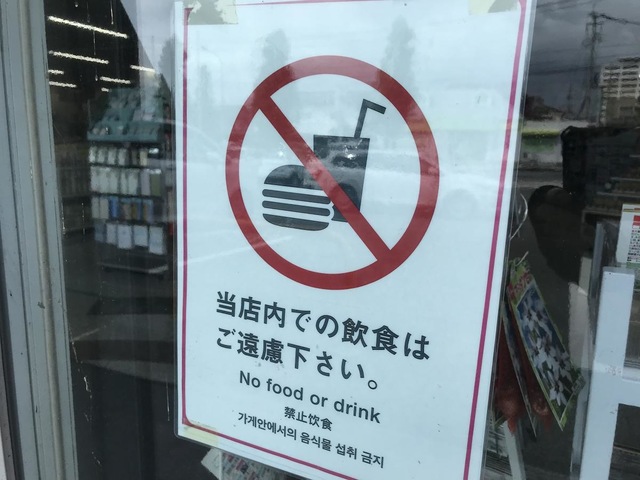 当店内での飲食は
ご遠慮下さい。
No food or drink
禁止饮食
가게안에서의 음식물 섭취 금지